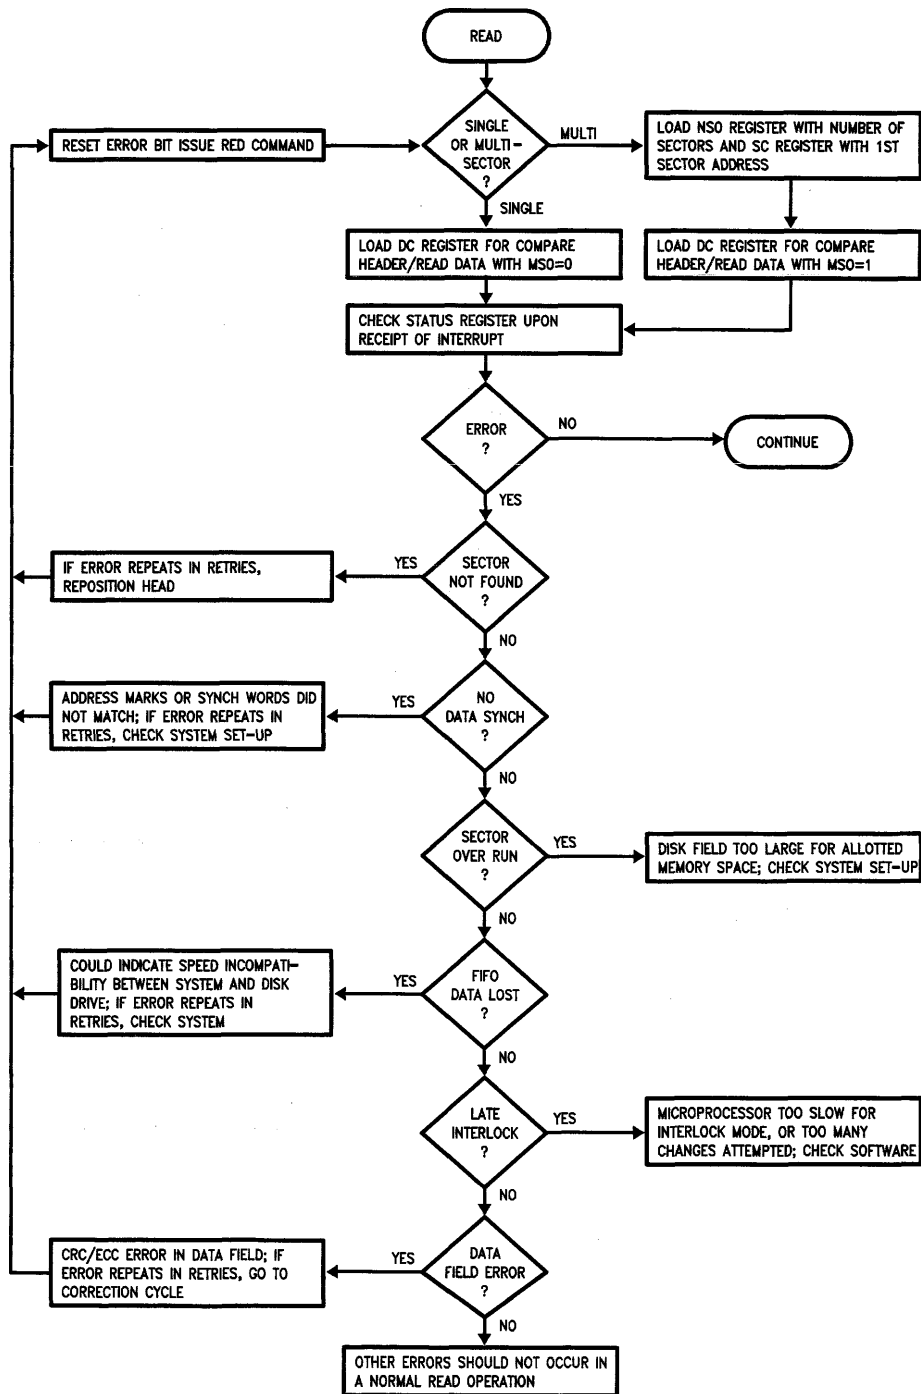 READ
RESET ERROR BIT ISSUE RED COMMAND
SINGLE
OR MULTI-
SECTOR
?
MULTI
LOAD NSO REGISTER WITH NUMBER OF
SECTORS AND SC REGISTER WITH 1ST
SECTOR ADDRESS
SINGLE
LOAD DC REGISTER FOR COMPARE
HEADER/READ DATA WITH MSO=0
LOAD DC REGISTER FOR COMPARE
HEADER/READ DATA WITH MSO=1
CHECK STATUS REGISTER UPON
RECEIPT OF INTERRUPT
ERROR
?
NO
CONTINUE
YES
IF ERROR REPEATS IN RETRIES,
REPOSITION HEAD
YES
SECTOR
NOT FOUND
?
NO
ADDRESS MARKS OR SYNCH WORDS DID
NOT MATCH; IF ERROR REPEATS IN
RETRIES, CHECK SYSTEM SET-UP
YES
NO
DATA SYNCH
?
NO
SECTOR
OVER RUN
?
YES
DISK FIELD TOO LARGE FOR ALLOTTED
MEMORY SPACE; CHECK SYSTEM SET-UP
NO
COULD INDICATE SPEED INCOMPATI-
BILITY BETWEEN SYSTEM AND DISK
DRIVE; IF ERROR REPEATS IN
RETRIES, CHECK SYSTEM
YES
FIFO
DATA LOST
?
NO
LATE
INTERLOCK
?
YES
MICROPROCESSOR TOO SLOW FOR
INTERLOCK MODE, OR TOO MANY
CHANGES ATTEMPTED; CHECK SOFTWARE
NO
CRC/ECC ERROR IN DATA FIELD; IF
ERROR REPEATS IN RETRIES, GO TO
CORRECTION CYCLE
YES
DATA
FIELD ERROR
?
NO
OTHER ERRORS SHOULD NOT OCCUR IN
A NORMAL READ OPERATION